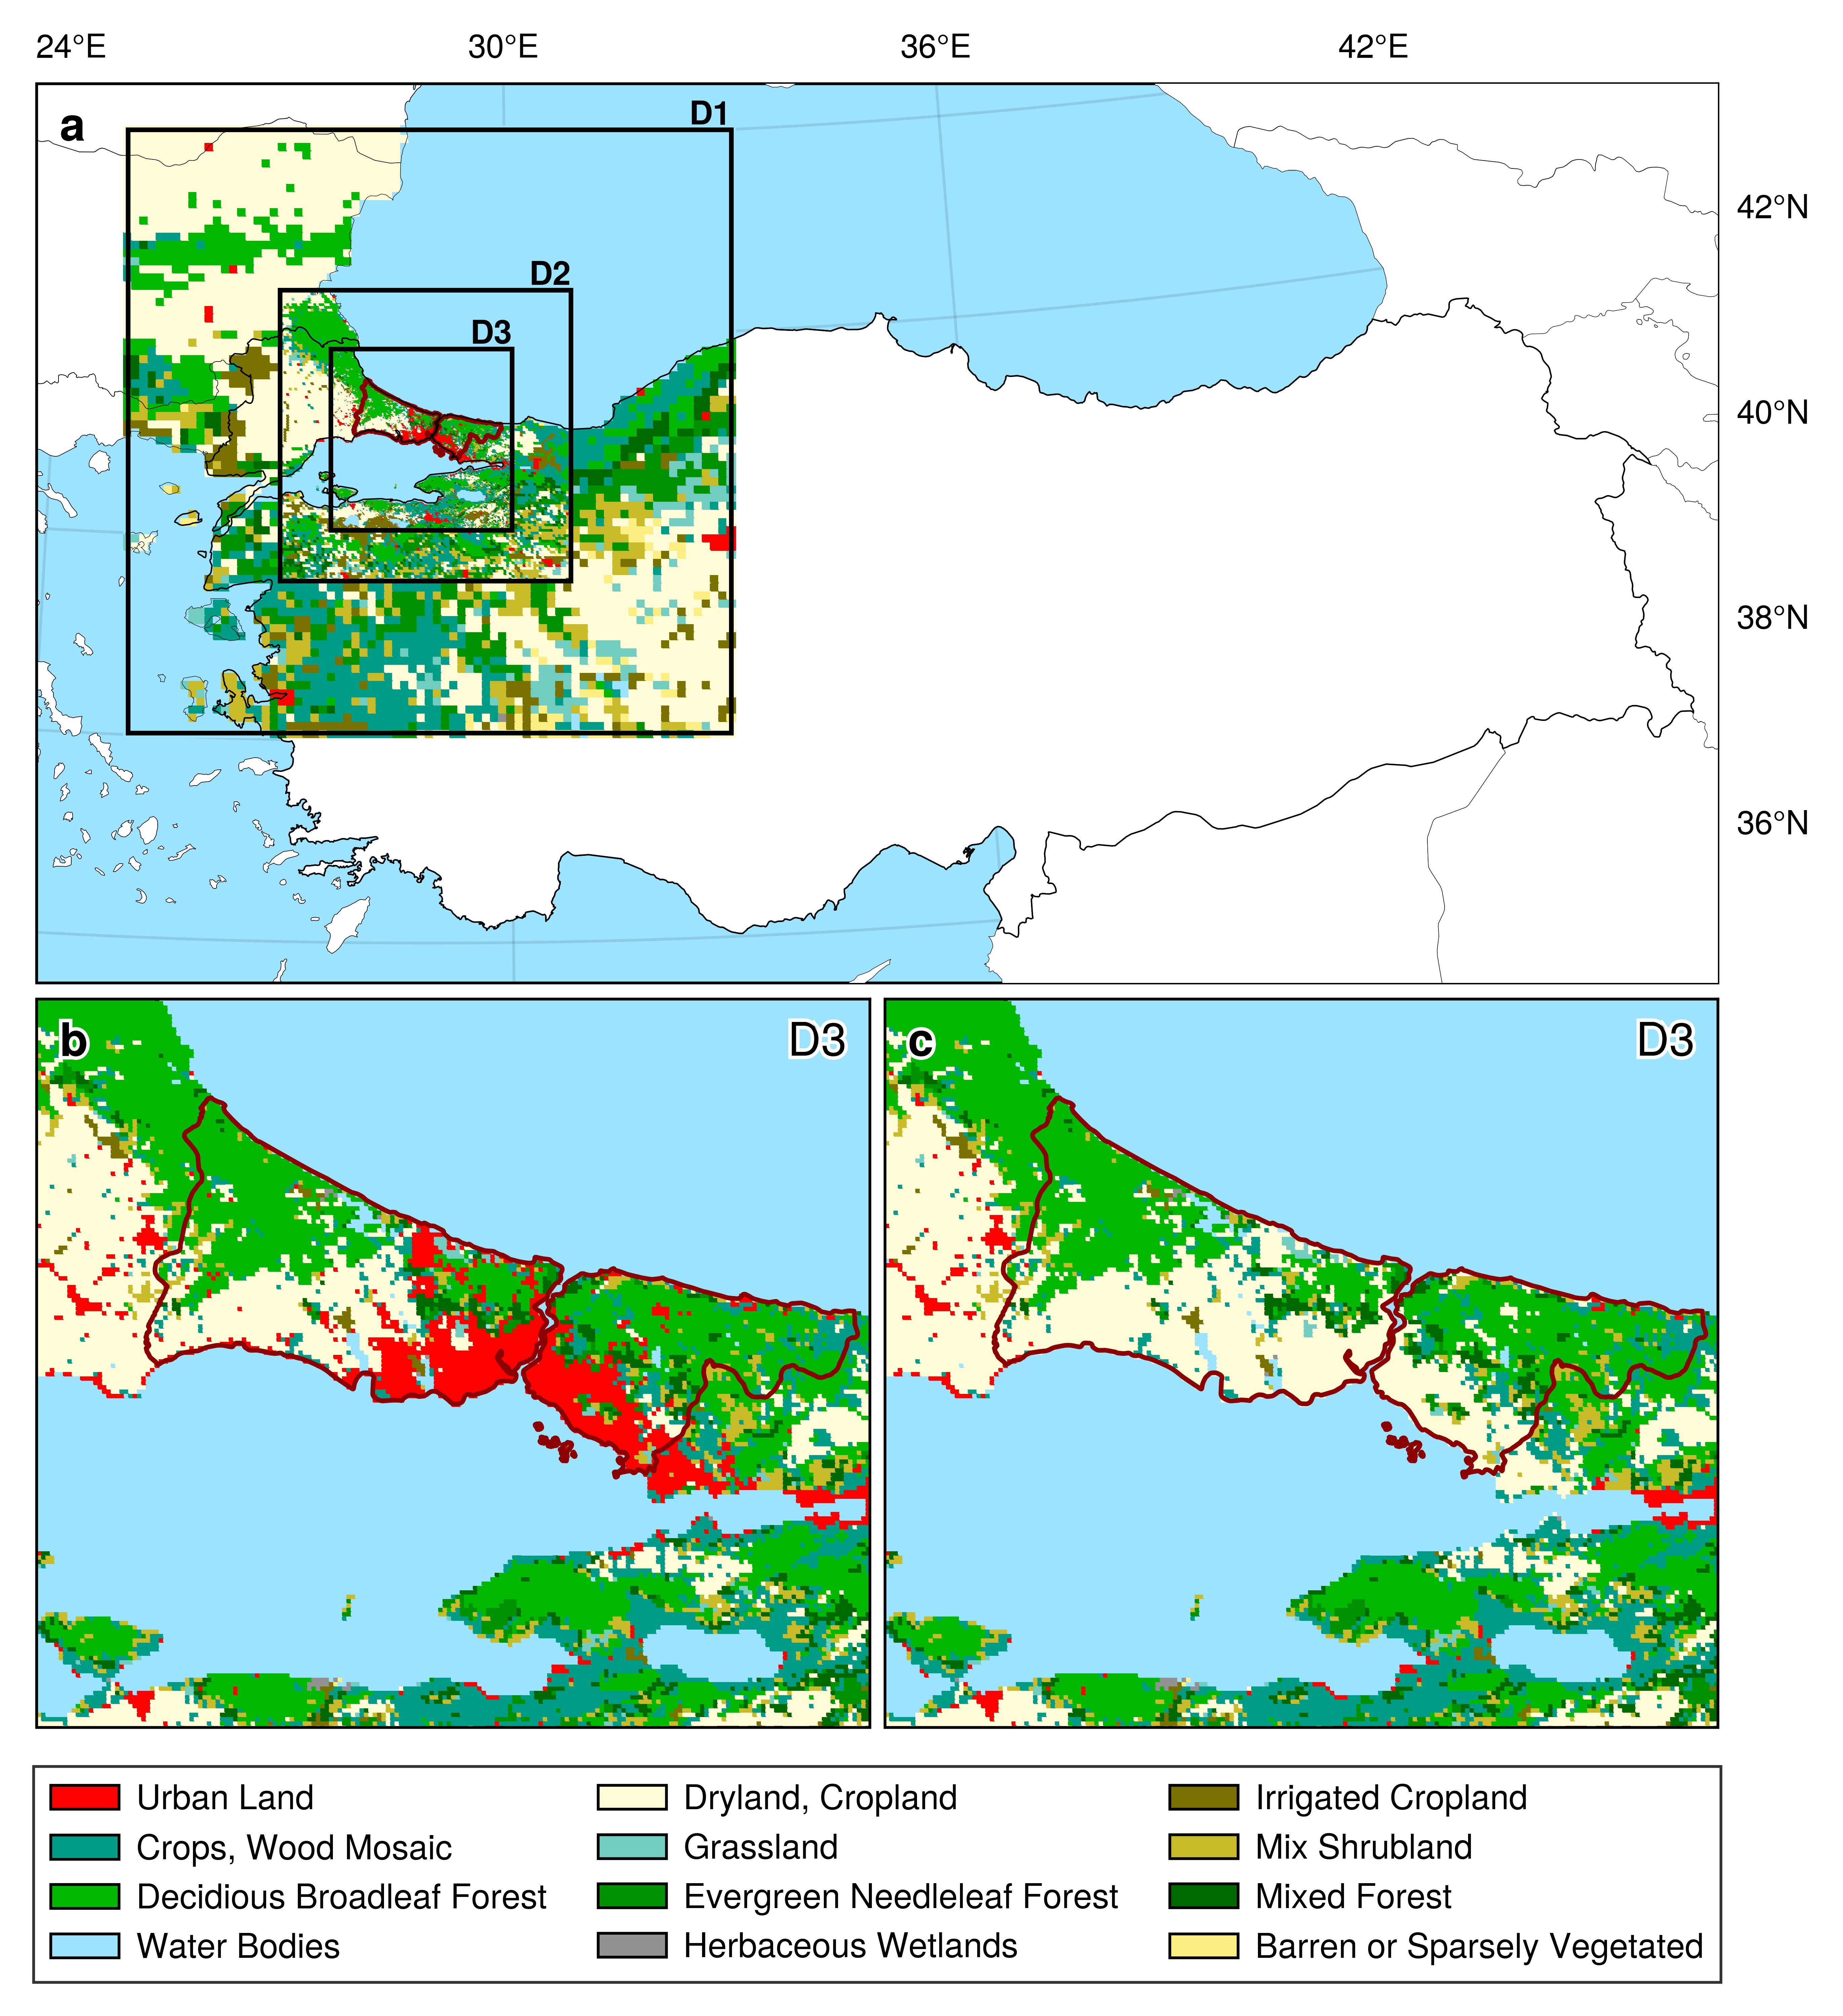 24°E 30°E 36°E 42°E
a
D1
42°N
D2
D3
40°N
38°N
36°N
b D3
c D3
Urban Land Dryland, Cropland Irrigated Cropland
Crops, Wood Mosaic Grassland Mix Shrubland
Decidious Broadleaf Forest Evergreen Needleleaf Forest Mixed Forest
Water Bodies Herbaceous Wetlands Barren or Sparsely Vegetated